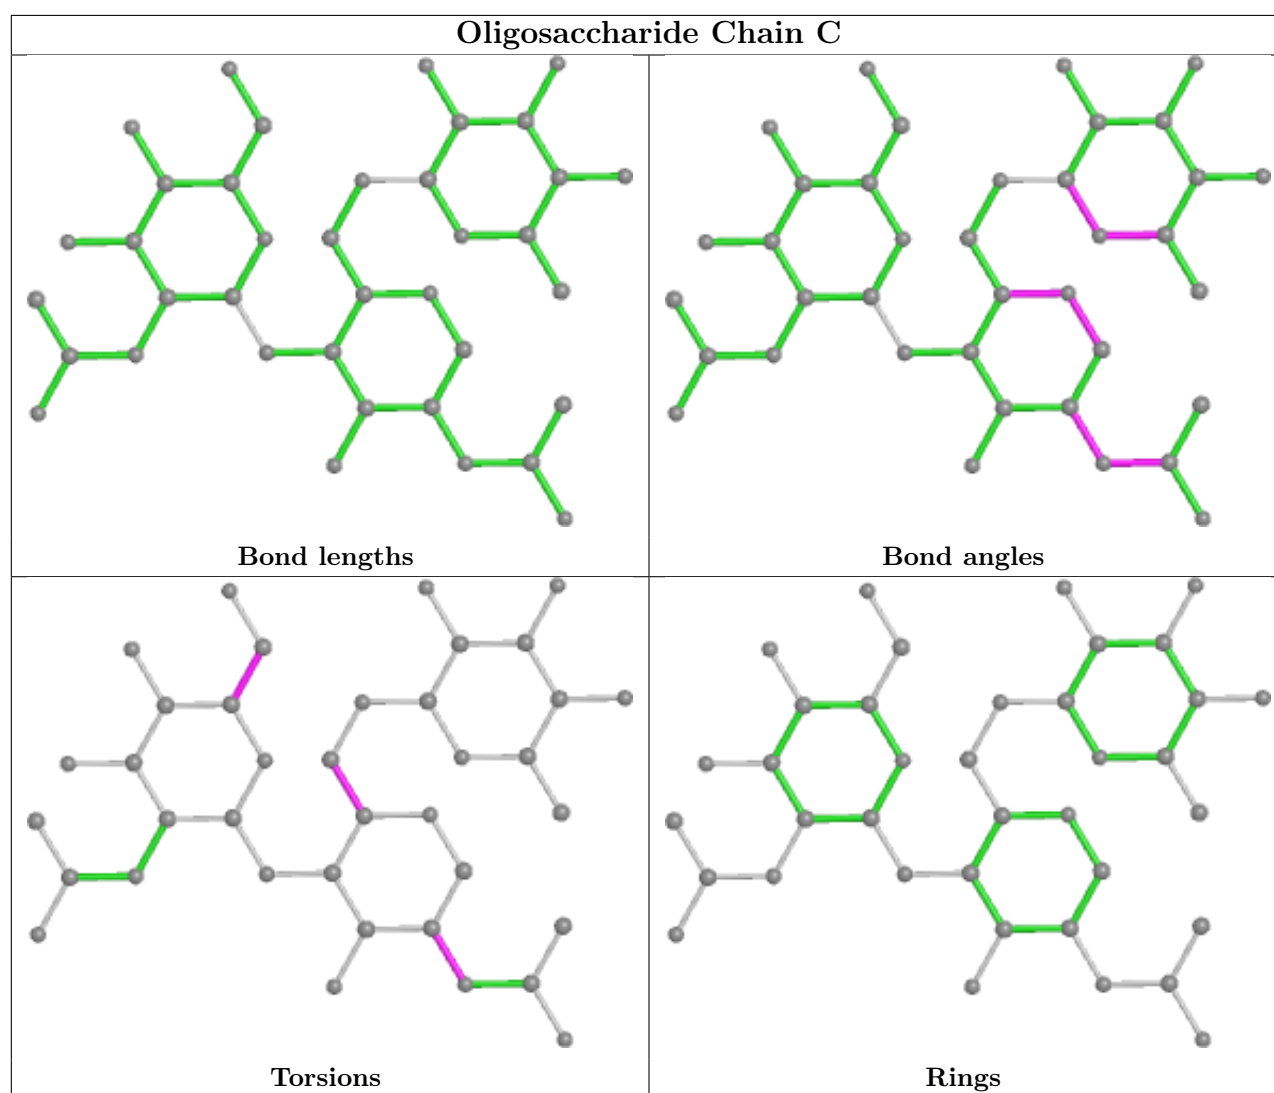 Oligosaccharide Chain C
Bond lengths
Bond angles
Torsions
Rings